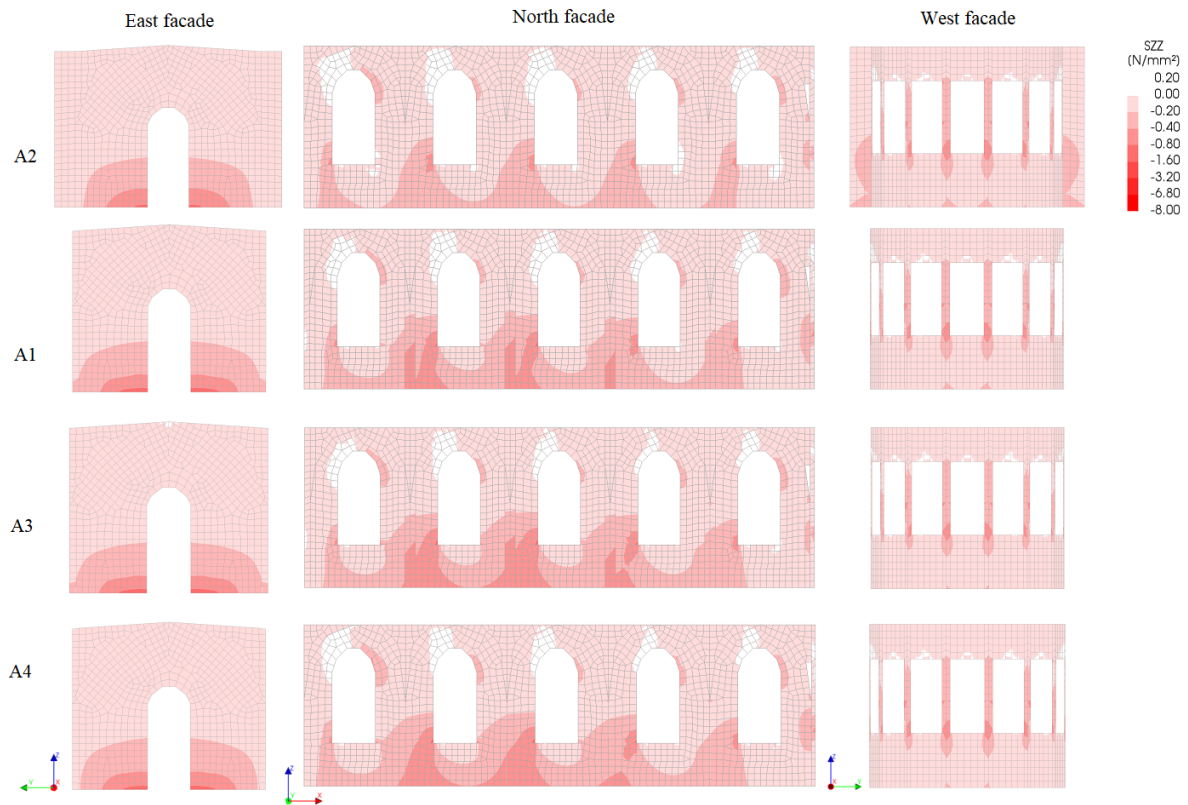 East facade
North facade
West facade
SZZ
(N/mm²)
0.20
0.00
-0.20
-0.40
-0.80
-1.60
-3.20
-6.80
-8.00
A2
A1
A3
A4
Z
Y
X
Z
Y
X
Z
X
Y